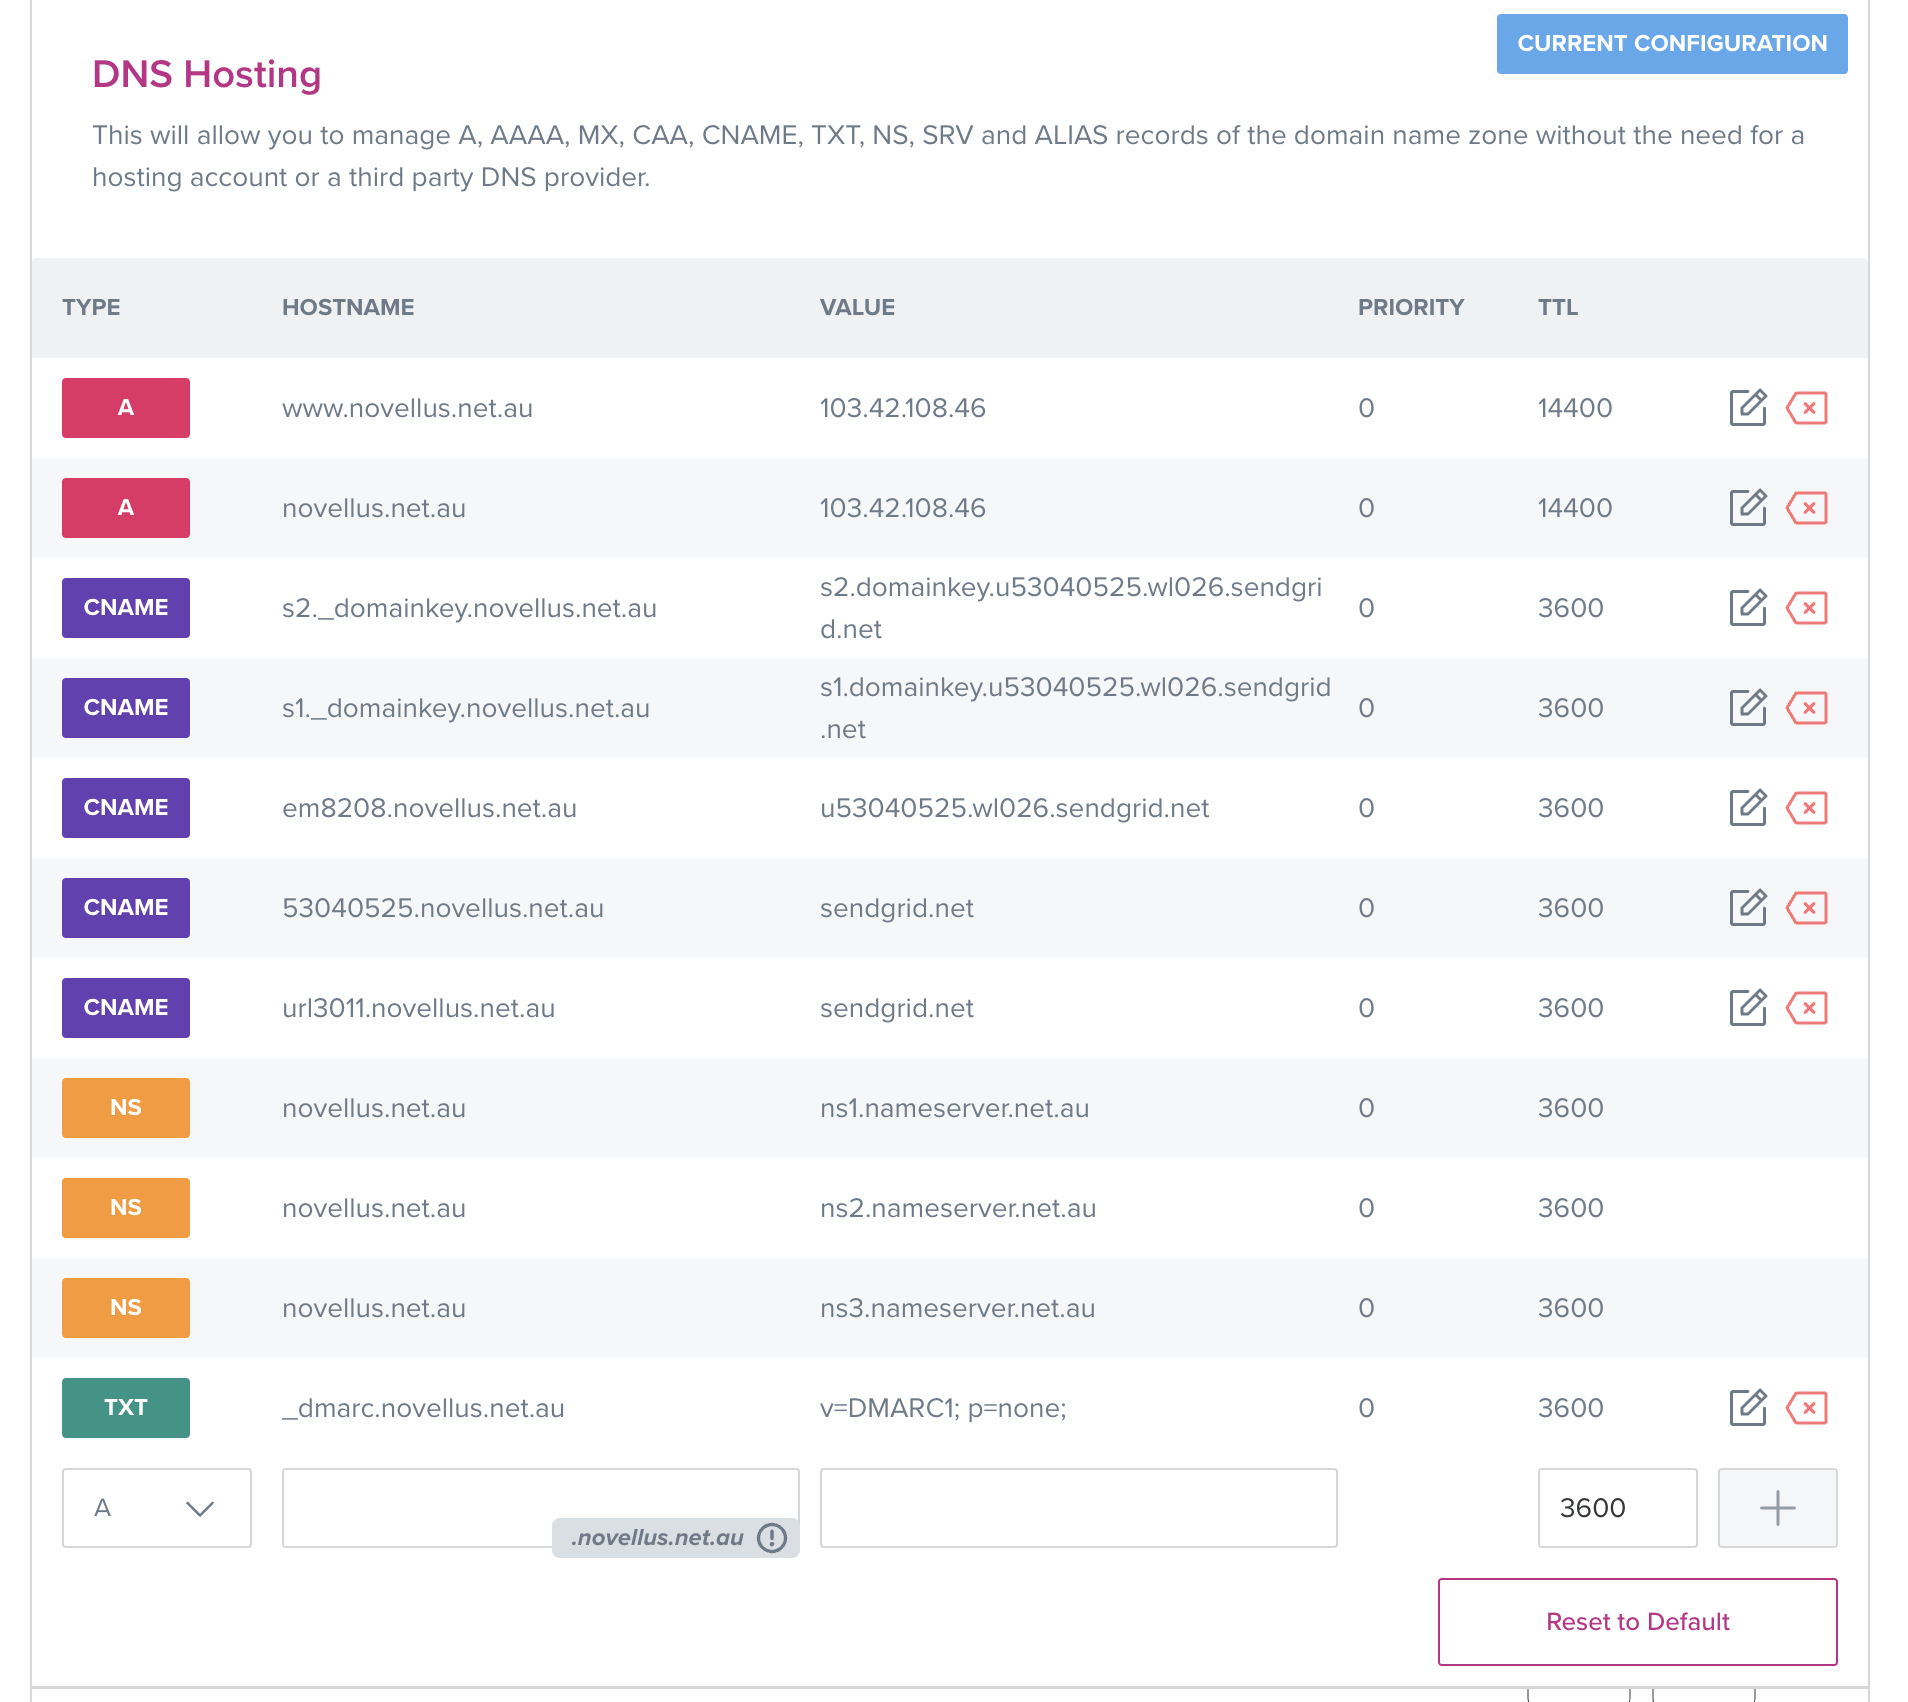 CURRENT CONFIGURATION
DNS Hosting
This will allow you to manage A, AAAA, MX, CAA, CNAME, TXT, NS, SRV and ALIAS records of the domain name zone without the need for a
hosting account or a third party DNS provider.
TYPE HOSTNAME VALUE PRIORITY TTL
A www.novellus.net.au 103.42.108.46 0 14400
A novellus.net.au 103.42.108.46 0 14400
CNAME s2._domainkey.novellus.net.au s2.domainkey.u53040525.wl026.sendgri
d.net 0 3600
CNAME s1._domainkey.novellus.net.au s1.domainkey.u53040525.wl026.sendgrid
.net 0 3600
CNAME em8208.novellus.net.au u53040525.wl026.sendgrid.net 0 3600
CNAME 53040525.novellus.net.au sendgrid.net 0 3600
CNAME url3011.novellus.net.au sendgrid.net 0 3600
NS novellus.net.au ns1.nameserver.net.au 0 3600
NS novellus.net.au ns2.nameserver.net.au 0 3600
NS novellus.net.au ns3.nameserver.net.au 0 3600
TXT _dmarc.novellus.net.au v=DMARC1; p=none; 0 3600
A .novellus.net.au 3600
Reset to Default